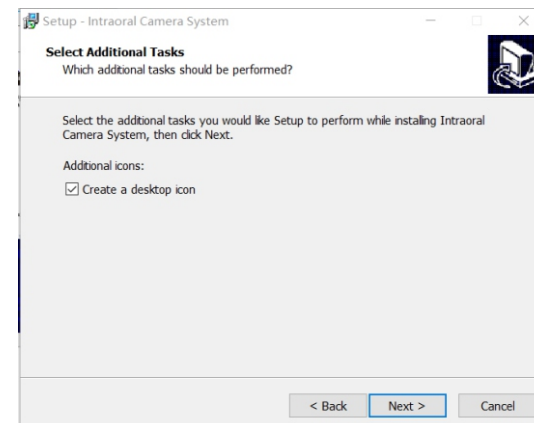 Setup - Intraoral Camera System
Select Additional Tasks
Which additional tasks should be performed?
Select the additional tasks you would like Setup to perform while installing Intraoral
Camera System, then click Next.
Additional icons:
Create a desktop icon
< Back
Next >
Cancel